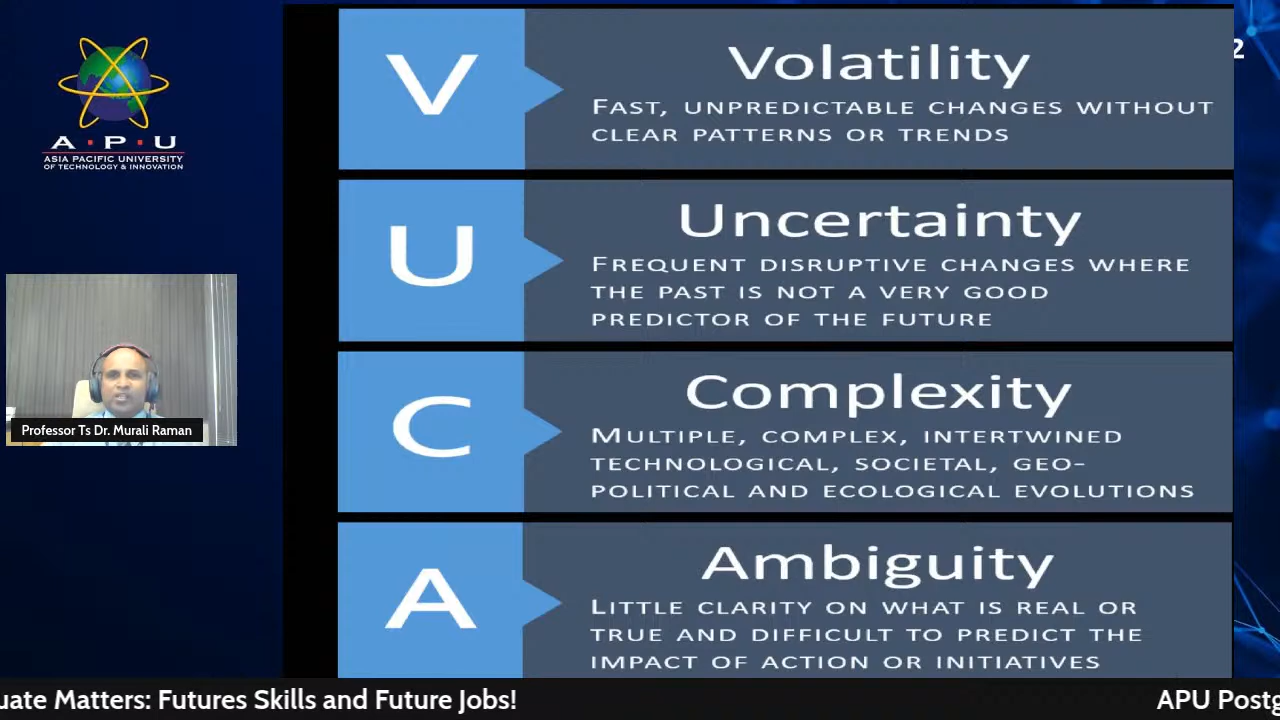 A·P·U
ASIA PACIFIC UNIVERSITY
OF TECHNOLOGY & INNOVATION
Professor Ts Dr. Murali Raman
2
V
Volatility
FAST, UNPREDICTABLE CHANGES WITHOUT
CLEAR PATTERNS OR TRENDS
U
Uncertainty
FREQUENT DISRUPTIVE CHANGES WHERE
THE PAST IS NOT A VERY GOOD
PREDICTOR OF THE FUTURE
C
Complexity
MULTIPLE, COMPLEX, INTERTWINED
TECHNOLOGICAL, SOCIETAL, GEO-
POLITICAL AND ECOLOGICAL EVOLUTIONS
A
Ambiguity
LITTLE CLARITY ON WHAT IS REAL OR
TRUE AND DIFFICULT TO PREDICT THE
IMPACT OF ACTION OR INITIATIVES
uate Matters: Futures Skills and Future Jobs! APU Postg